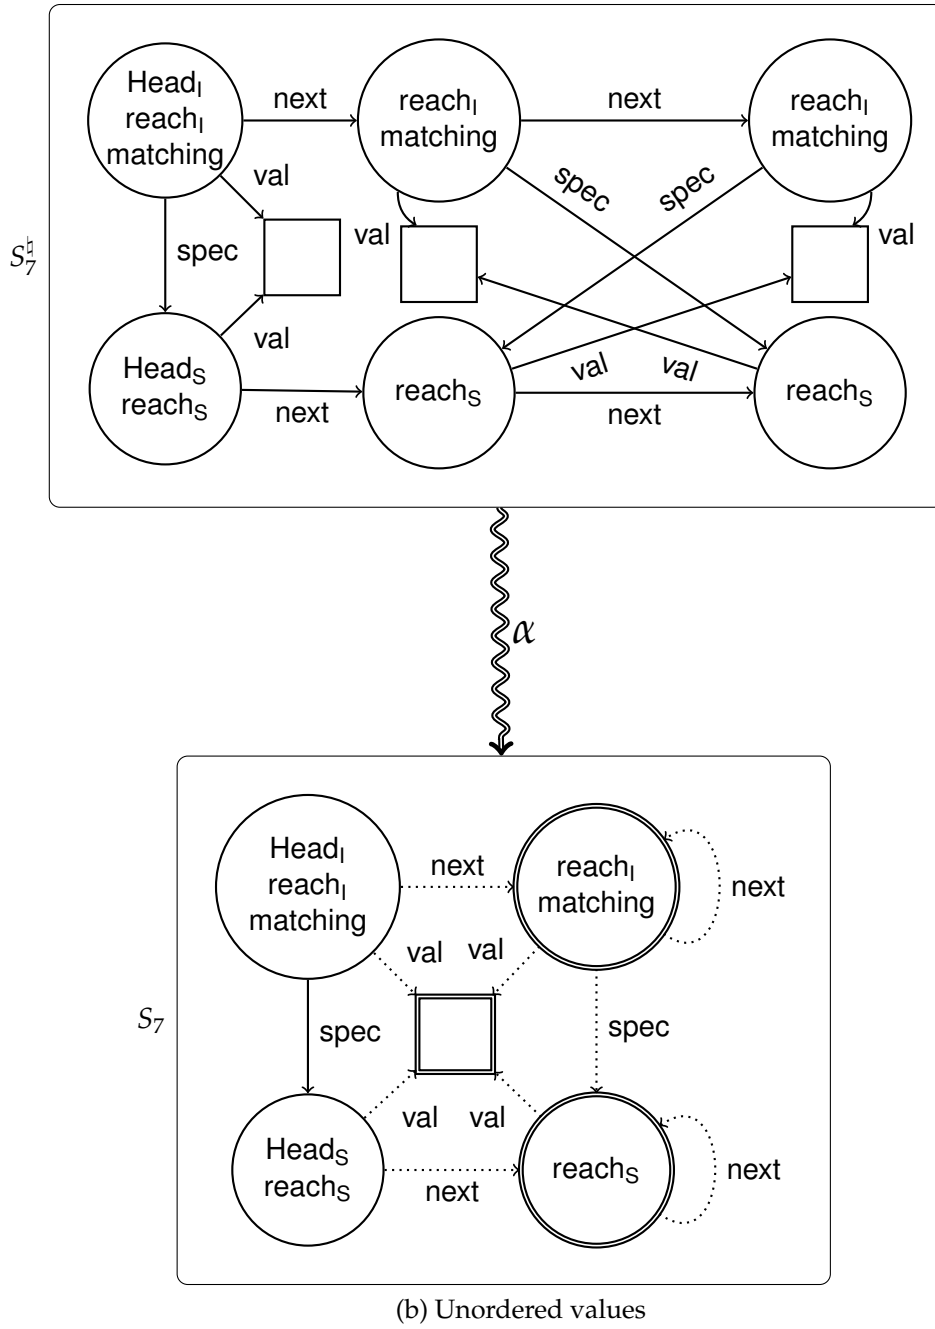 Head_I
reach_I
matching
next
reach_I
matching
next
reach_I
matching
val
spec
spec
val
val
S_7^♮
spec
val
Head_S
reach_S
next
reach_S
val
val
next
reach_S
α
Head_I
reach_I
matching
next
reach_I
matching
next
val
val
S_7
spec
spec
val
val
Head_S
reach_S
next
reach_S
next
(b) Unordered values